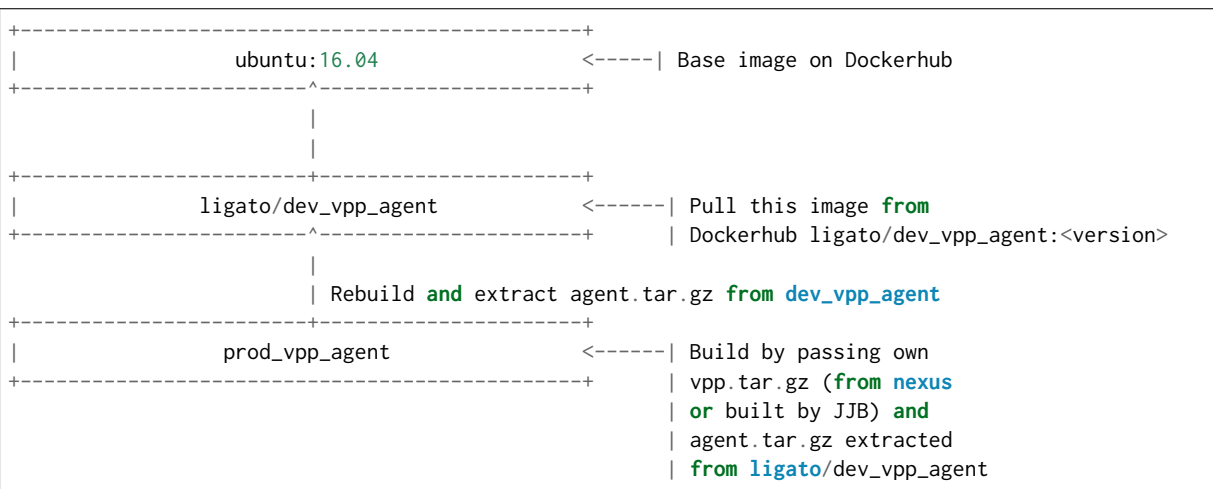 +-----------------------------------------------+
|                  ubuntu:16.04                 <-----| Base image on Dockerhub
+------------------------^----------------------+
                         |
                         |
+------------------------+----------------------+
|               ligato/dev_vpp_agent            <------| Pull this image from
+------------------------^----------------------+      | Dockerhub ligato/dev_vpp_agent:<version>
                         |
                         | Rebuild and extract agent.tar.gz from dev_vpp_agent
+------------------------+----------------------+
|                 prod_vpp_agent                <------| Build by passing own
+-----------------------------------------------+      | vpp.tar.gz (from nexus
                                                       | or built by JJB) and
                                                       | agent.tar.gz extracted
                                                       | from ligato/dev_vpp_agent